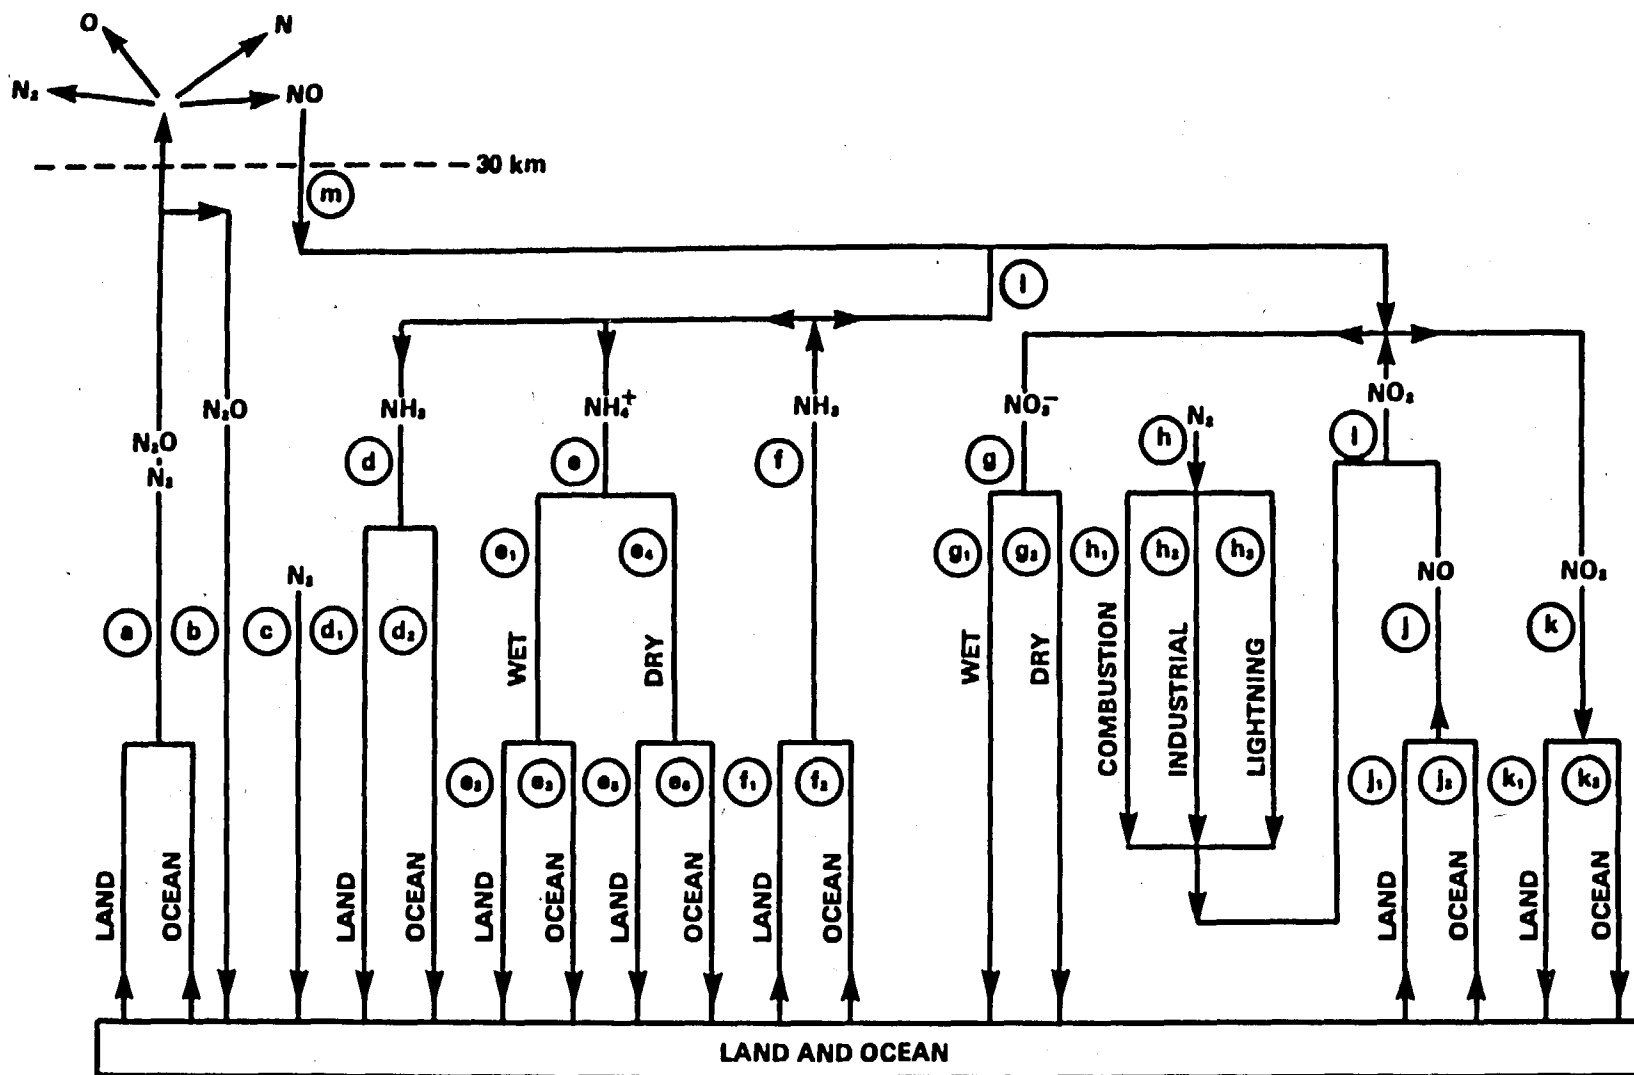 O
N
N₂
NO
30 km
m
l
NH₃
NH₄⁺
NH₃
NO₃⁻
N₂
NO₂
N₂O
N₂O
N₂
a
b
c
N₂
d
d₁
d₂
e
e₁
e₄
WET
DRY
e₂
e₃
e₅
e₆
f
f₁
f₂
g
g₁
g₂
WET
DRY
h
h₁
h₂
h₃
COMBUSTION
INDUSTRIAL
LIGHTNING
i
NO
NO₂
j
k
j₁
j₂
k₁
k₂
LAND
OCEAN
LAND
OCEAN
LAND
OCEAN
LAND
OCEAN
LAND
OCEAN
LAND
OCEAN
LAND
OCEAN
LAND AND OCEAN